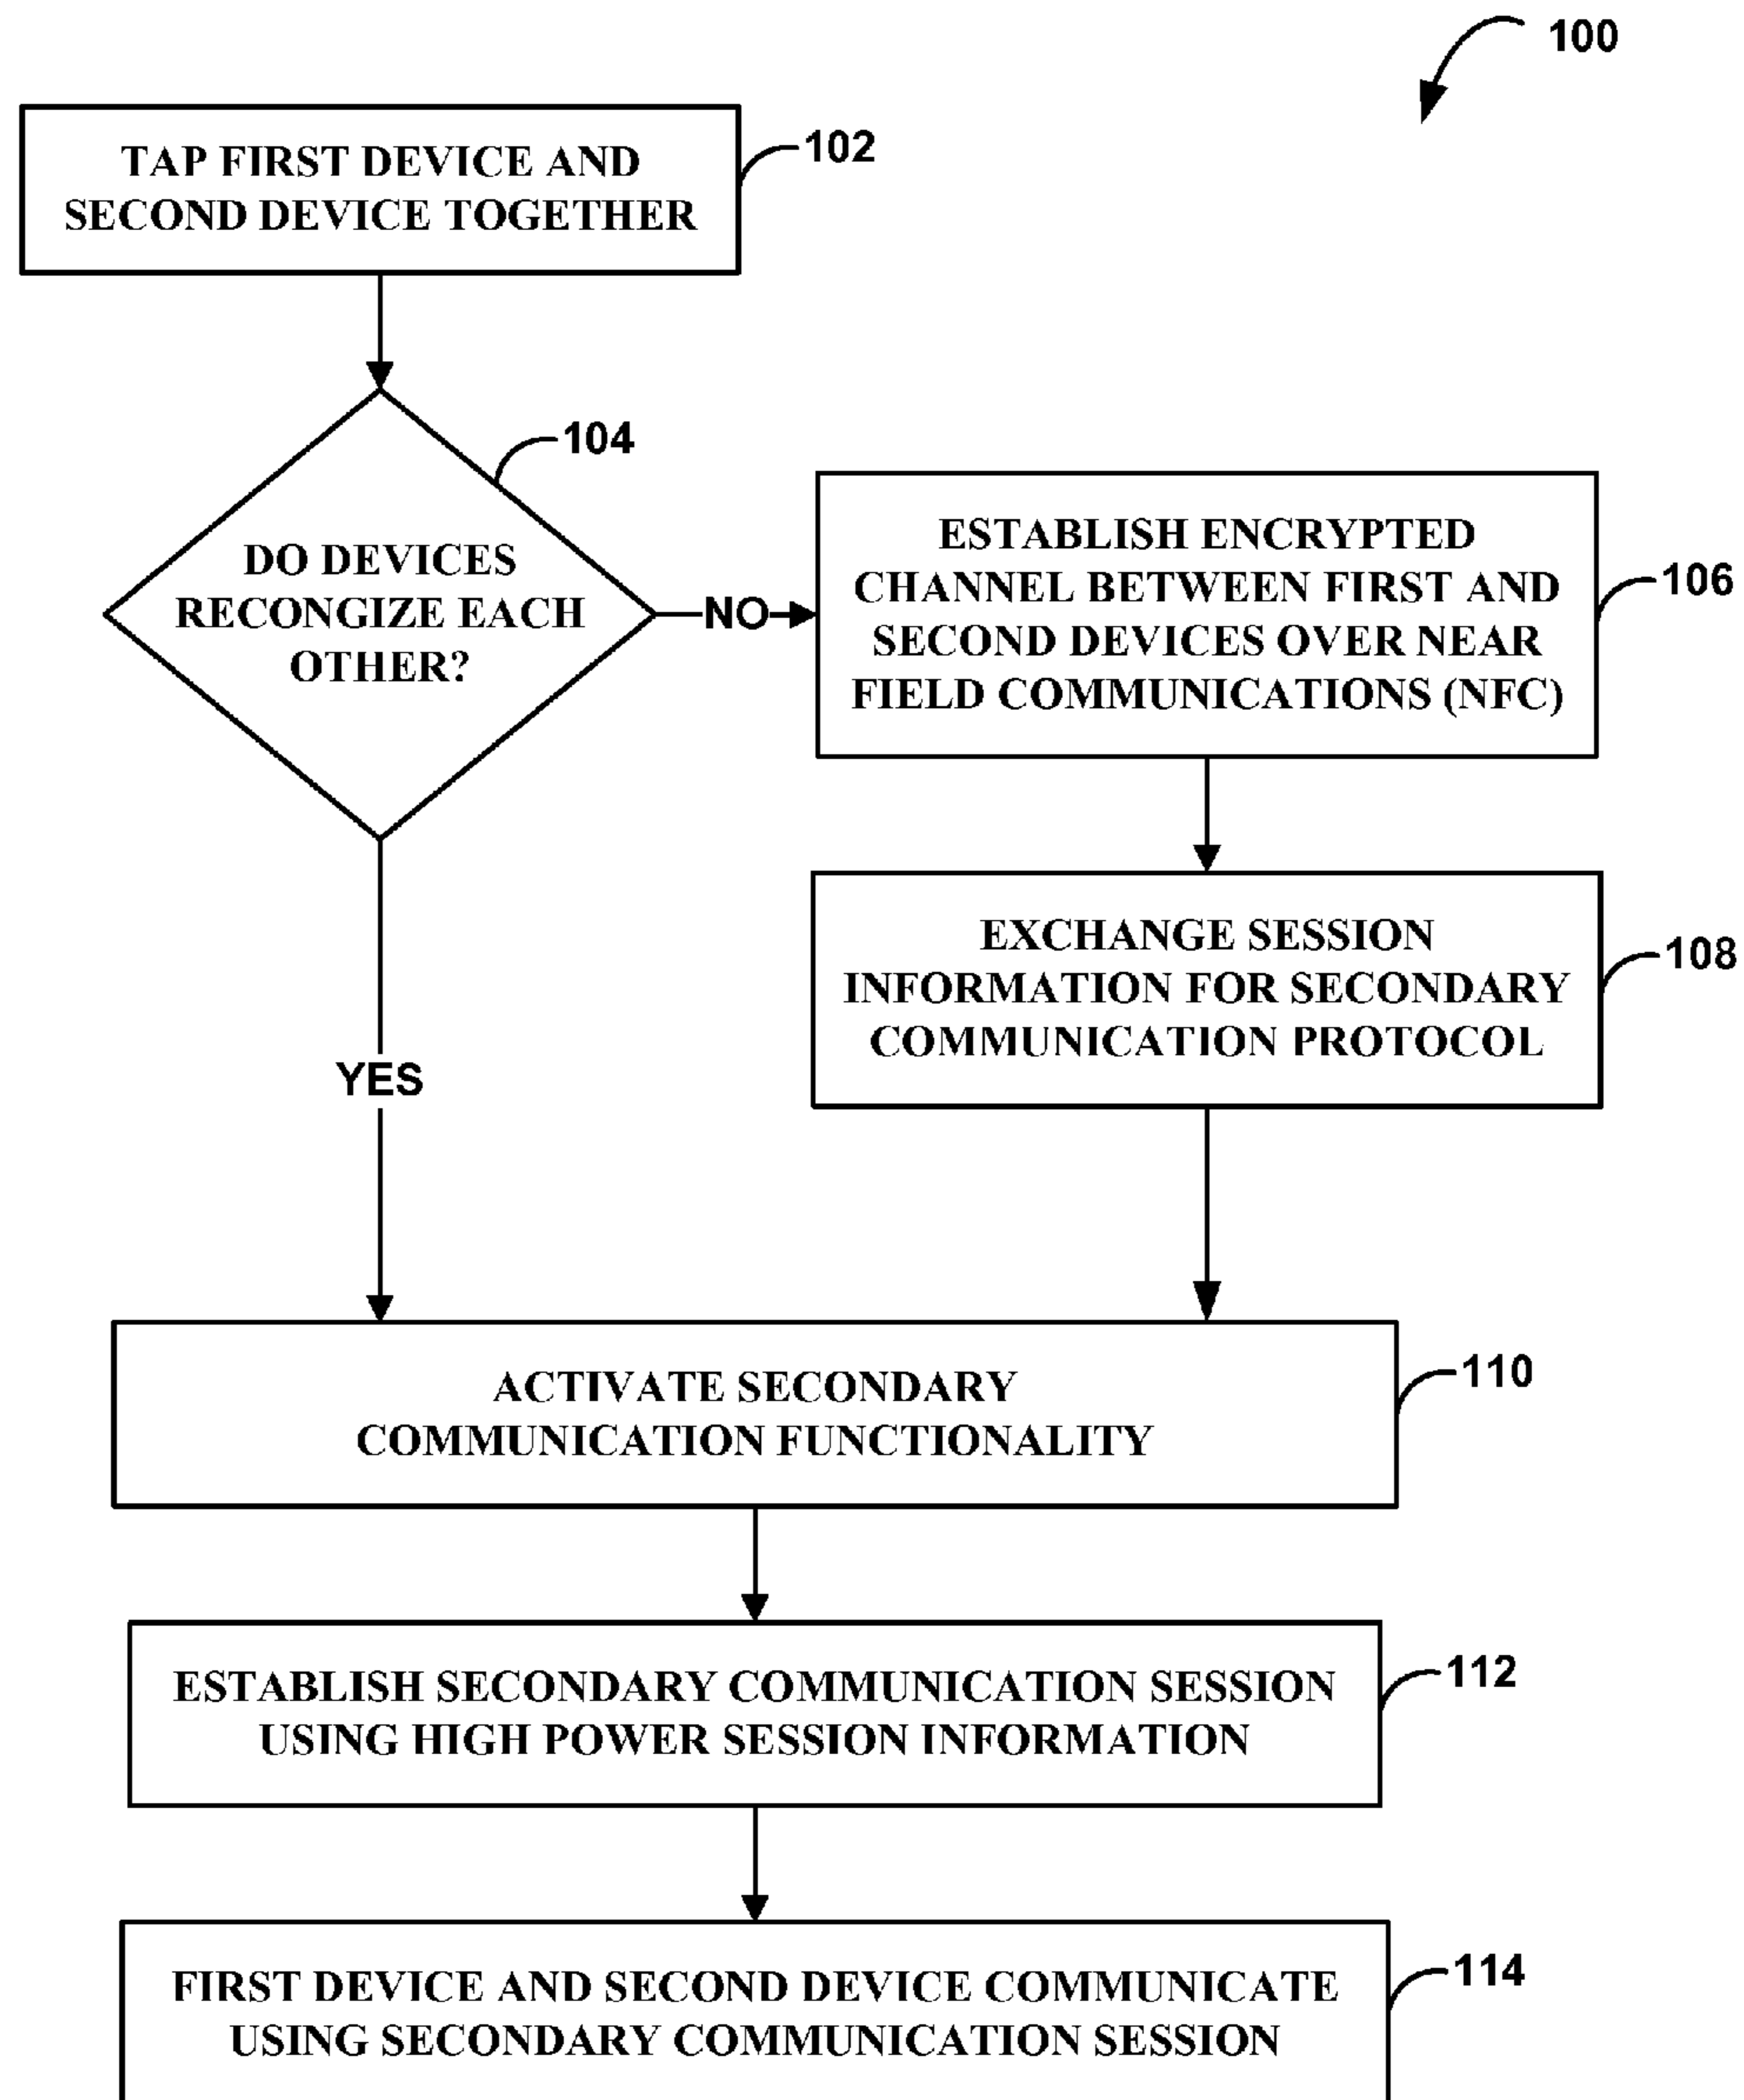 100
TAP FIRST DEVICE AND
SECOND DEVICE TOGETHER
102
104
DO DEVICES
RECONGIZE EACH
OTHER?
NO
ESTABLISH ENCRYPTED
CHANNEL BETWEEN FIRST AND
SECOND DEVICES OVER NEAR
FIELD COMMUNICATIONS (NFC)
106
EXCHANGE SESSION
INFORMATION FOR SECONDARY
COMMUNICATION PROTOCOL
108
YES
ACTIVATE SECONDARY
COMMUNICATION FUNCTIONALITY
110
ESTABLISH SECONDARY COMMUNICATION SESSION
USING HIGH POWER SESSION INFORMATION
112
FIRST DEVICE AND SECOND DEVICE COMMUNICATE
USING SECONDARY COMMUNICATION SESSION
114